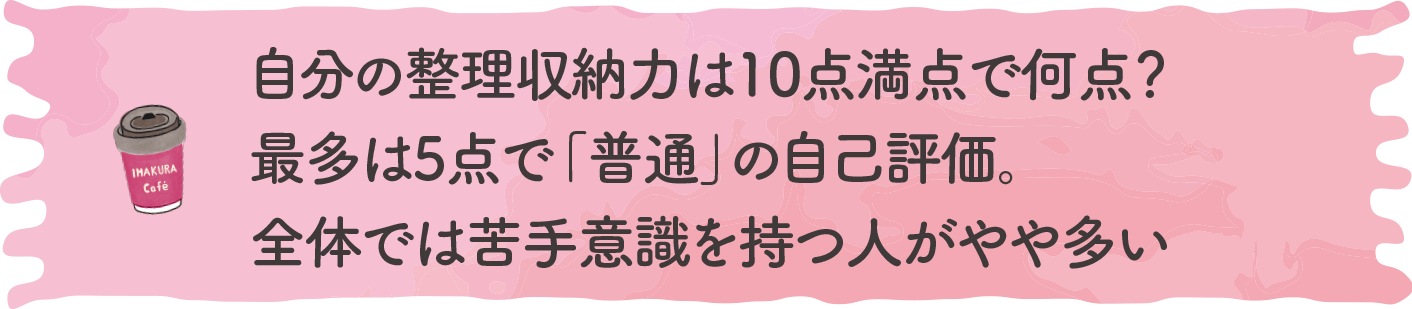 自分の整理収納力は10点満点で何点？
最多は5点で「普通」の自己評価。
全体では苦手意識を持つ人がやや多い
IMAKURA
Café